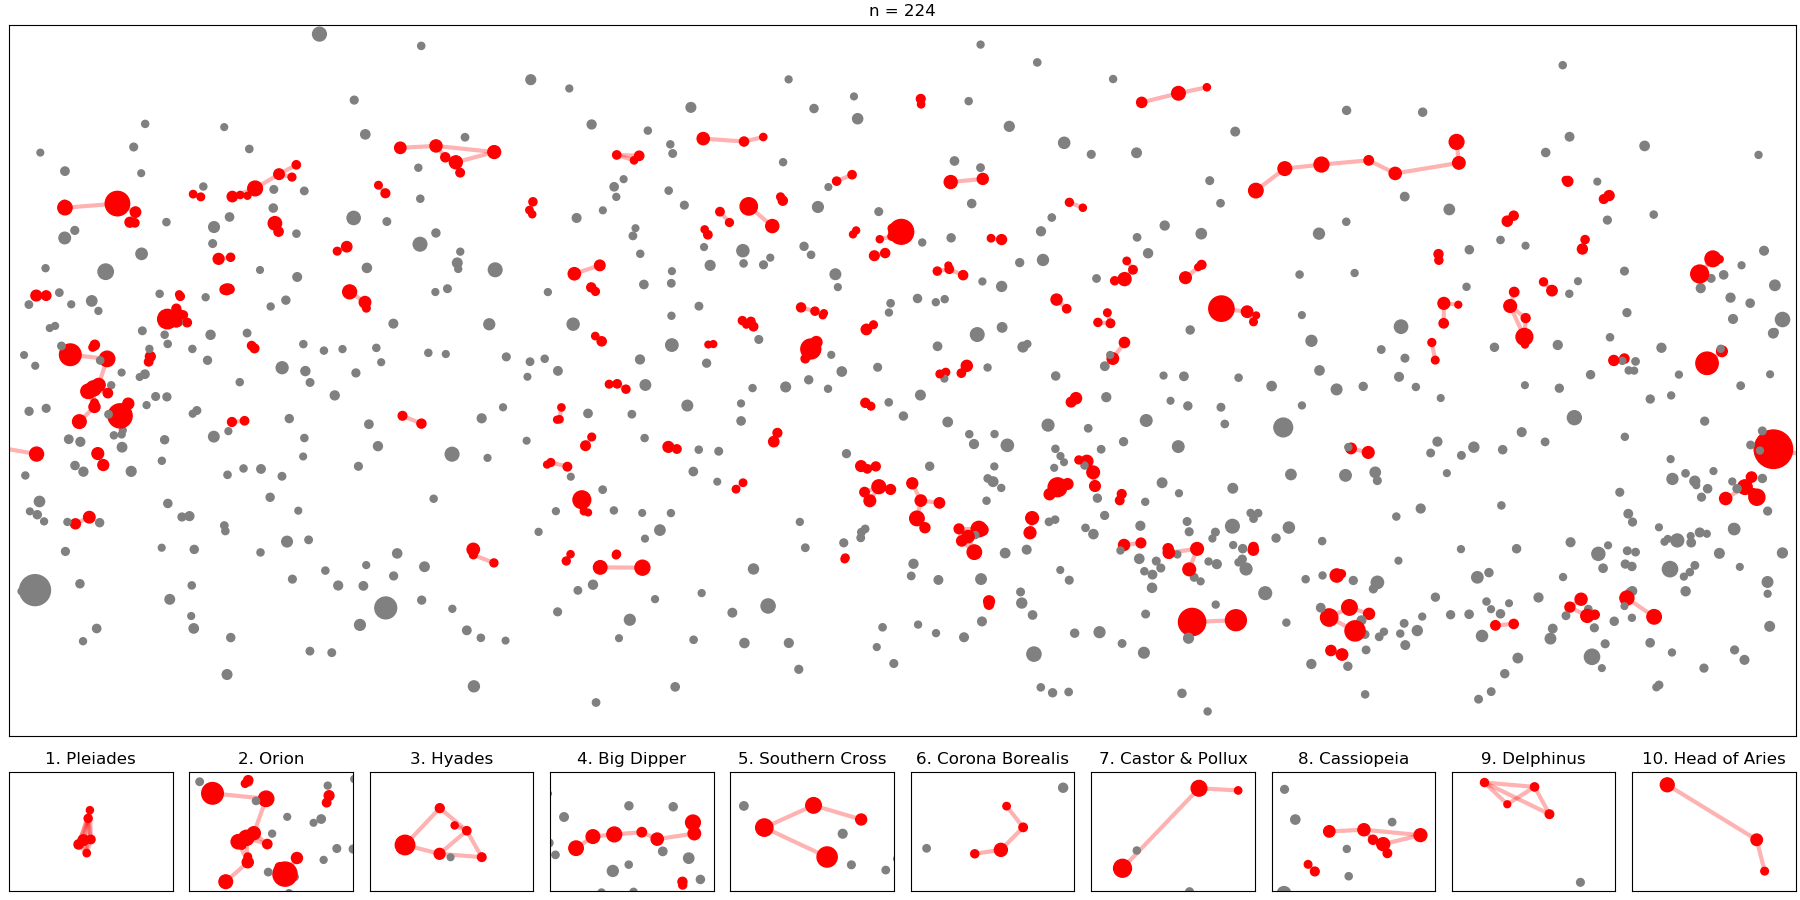 n = 224
1. Pleiades
2. Orion
3. Hyades
4. Big Dipper
5. Southern Cross
6. Corona Borealis
7. Castor & Pollux
8. Cassiopeia
9. Delphinus
10. Head of Aries